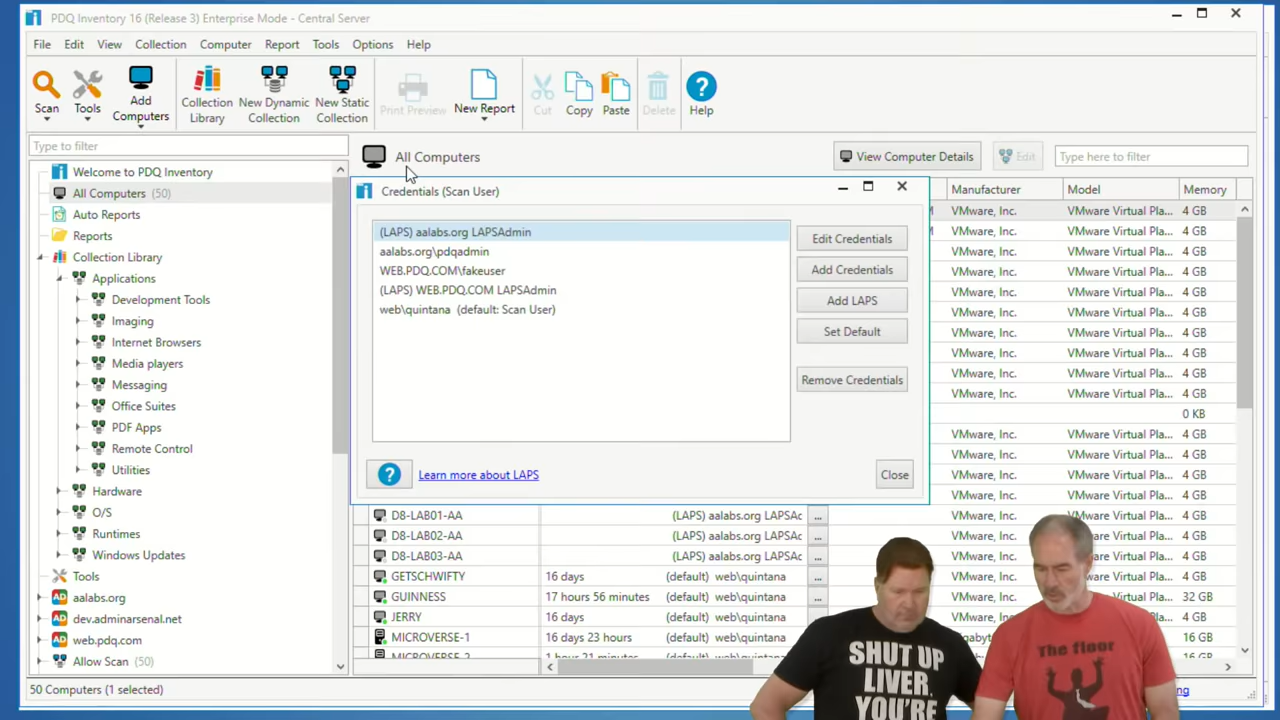 PDQ Inventory 16 (Release 3) Enterprise Mode - Central Server
File Edit View Collection Computer Report Tools Options Help
Scan
Tools
Add Computers
Collection Library
New Dynamic Collection
New Static Collection
Print Preview
New Report
Cut
Copy
Paste
Delete
Help
Type to filter
Welcome to PDQ Inventory
All Computers (50)
Auto Reports
Reports
Collection Library
Applications
Development Tools
Imaging
Internet Browsers
Media players
Messaging
Office Suites
PDF Apps
Remote Control
Utilities
Hardware
O/S
Runtimes
Windows Updates
Tools
aalabs.org
dev.adminarsenal.net
web.pdq.com
Allow Scan (50)
50 Computers (1 selected)
All Computers
View Computer Details
Edit
Type here to filter
Credentials (Scan User)
(LAPS) aalabs.org LAPSAdmin
aalabs.org\pdqadmin
WEB.PDQ.COM\fakeuser
(LAPS) WEB.PDQ.COM LAPSAdmin
web\quintana (default: Scan User)
Edit Credentials
Add Credentials
Add LAPS
Set Default
Remove Credentials
Learn more about LAPS
Close
Manufacturer Model Memory
VMware, Inc. VMware Virtual Pla... 4 GB
VMware, Inc. VMware Virtual Pla... 4 GB
VMware, Inc. VMware Virtual Pla... 4 GB
VMware, Inc. VMware Virtual Pla... 4 GB
VMware, Inc. VMware Virtual Pla... 4 GB
VMware, Inc. VMware Virtual Pla... 4 GB
VMware, Inc. VMware Virtual Pla... 4 GB
VMware, Inc. VMware Virtual Pla... 4 GB
VMware, Inc. VMware Virtual Pla... 4 GB
VMware, Inc. VMware Virtual Pla... 4 GB
0 KB
VMware, Inc. VMware Virtual Pla... 4 GB
VMware, Inc. VMware Virtual Pla... 4 GB
VMware, Inc. VMware Virtual Pla... 4 GB
VMware, Inc. VMware Virtual Pla... 4 GB
D8-LAB01-AA (LAPS) aalabs.org LAPSAc ... VMware, Inc. VMware Virtual Pla... 4 GB
D8-LAB02-AA (LAPS) aalabs.org LAPSAc ... VMware, Inc. VMware Virtual Pla... 4 GB
D8-LAB03-AA (LAPS) aalabs.org LAPSAc ... 4 GB
GETSCHWIFTY 16 days (default) web\quintana ... 4 GB
GUINNESS 17 hours 56 minutes (default) web\quintana ... 32 GB
JERRY 16 days (default) web\quintana 4 GB
MICROVERSE-1 16 days 23 hours (default) web\quintana 16 GB
MICROVERSE-2 1 hour 21 minutes (default) web\quintana 16 GB
SHUT UP
LIVER,
YOU'RE
The floor